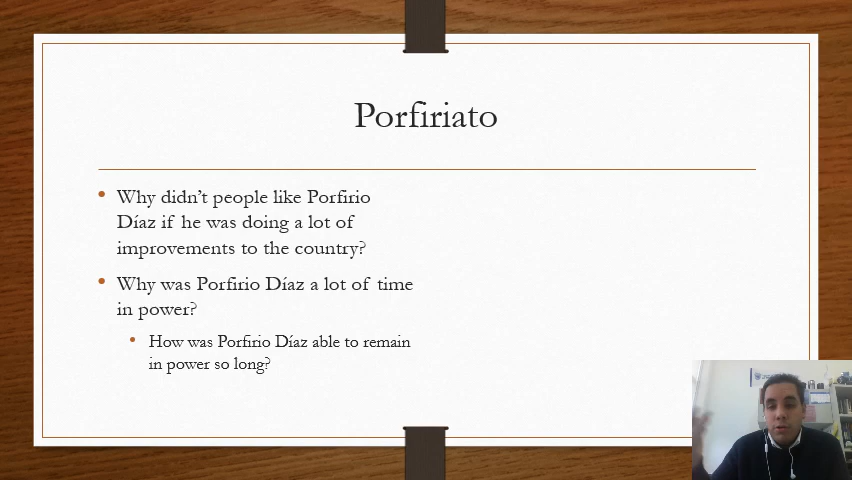 Porfiriato
Why didn't people like Porfirio
Díaz if he was doing a lot of
improvements to the country?
Why was Porfirio Díaz a lot of time
in power?
How was Porfirio Díaz able to remain
in power so long?